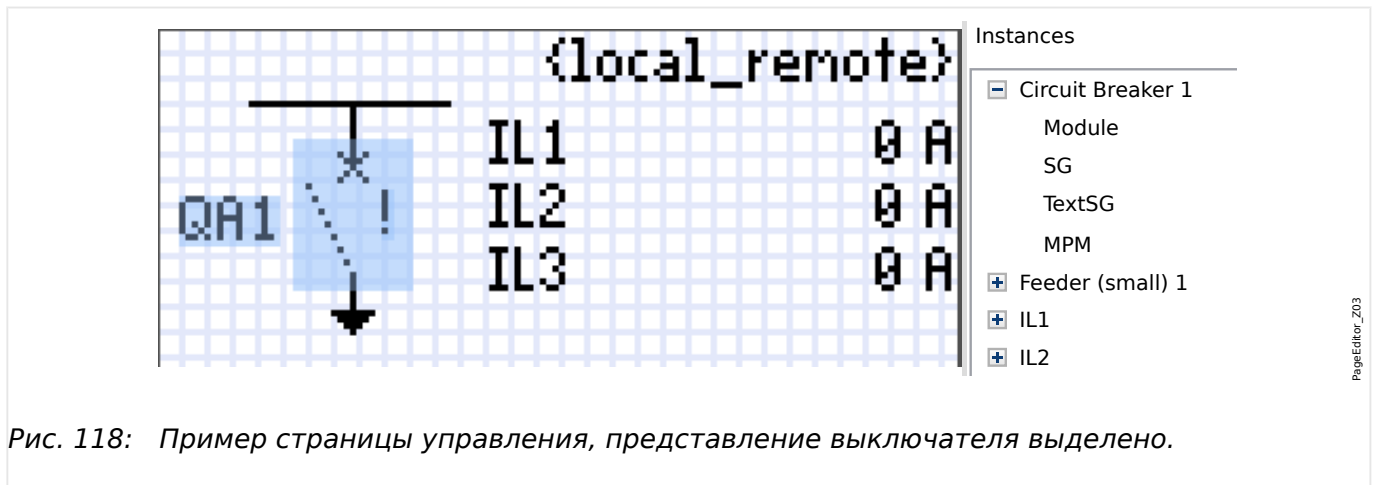 {local_remote}
IL1 0 A
QA1 ! IL2 0 A
IL3 0 A
Instances
Circuit Breaker 1
Module
SG
TextSG
MPM
Feeder (small) 1
IL1
IL2
PageEditor_Z03
Рис. 118: Пример страницы управления, представление выключателя выделено.